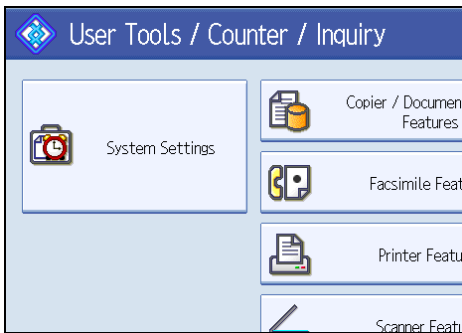 User Tools / Counter / Inquiry
System Settings
Copier / Documen
Features
Facsimile Feat
Printer Featu
Scanner Featu